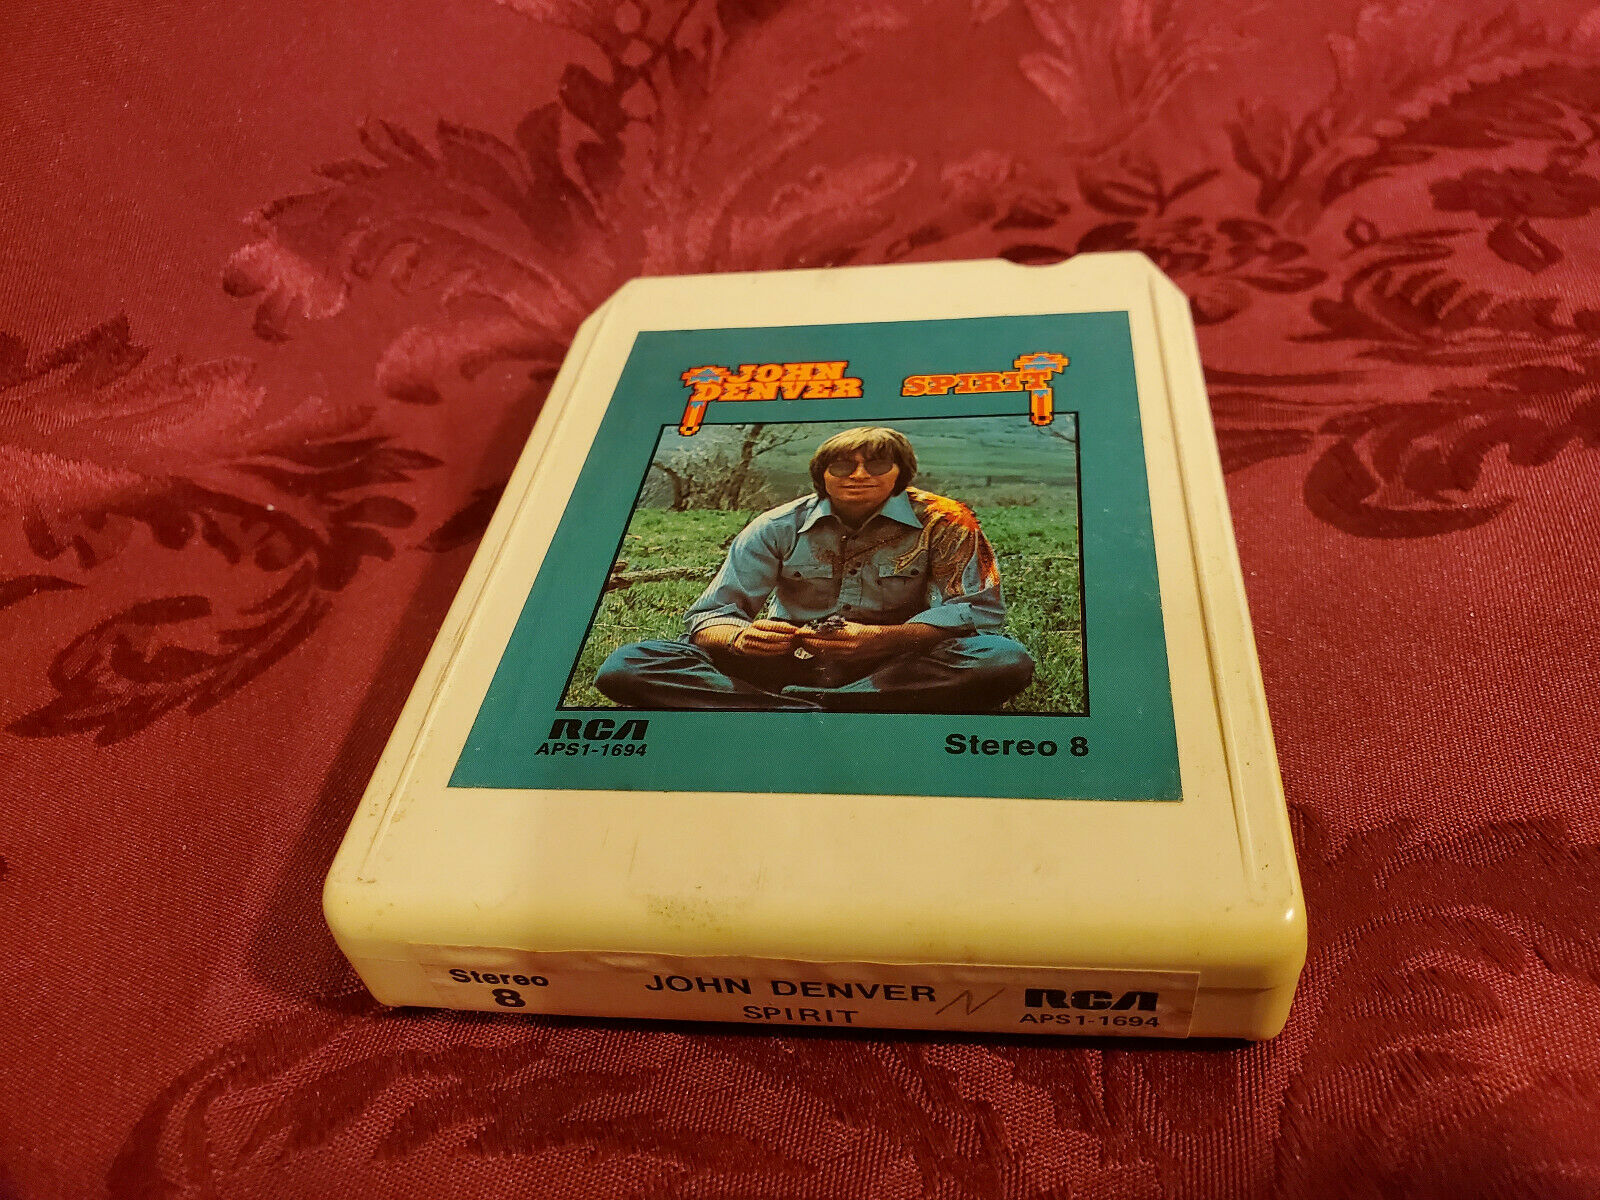 JOHN
DENVER
SPIRIT
RCA
APS1-1694
Stereo 8
Stereo
8
JOHN DENVER N
SPIRIT
RCA
APS1-1694